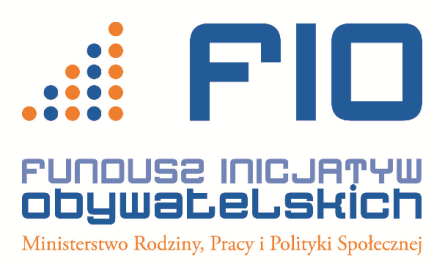 FIO
FUNDUSZ INICJATYW
obywatelskich
Ministerstwo Rodziny, Pracy i Polityki Społecznej